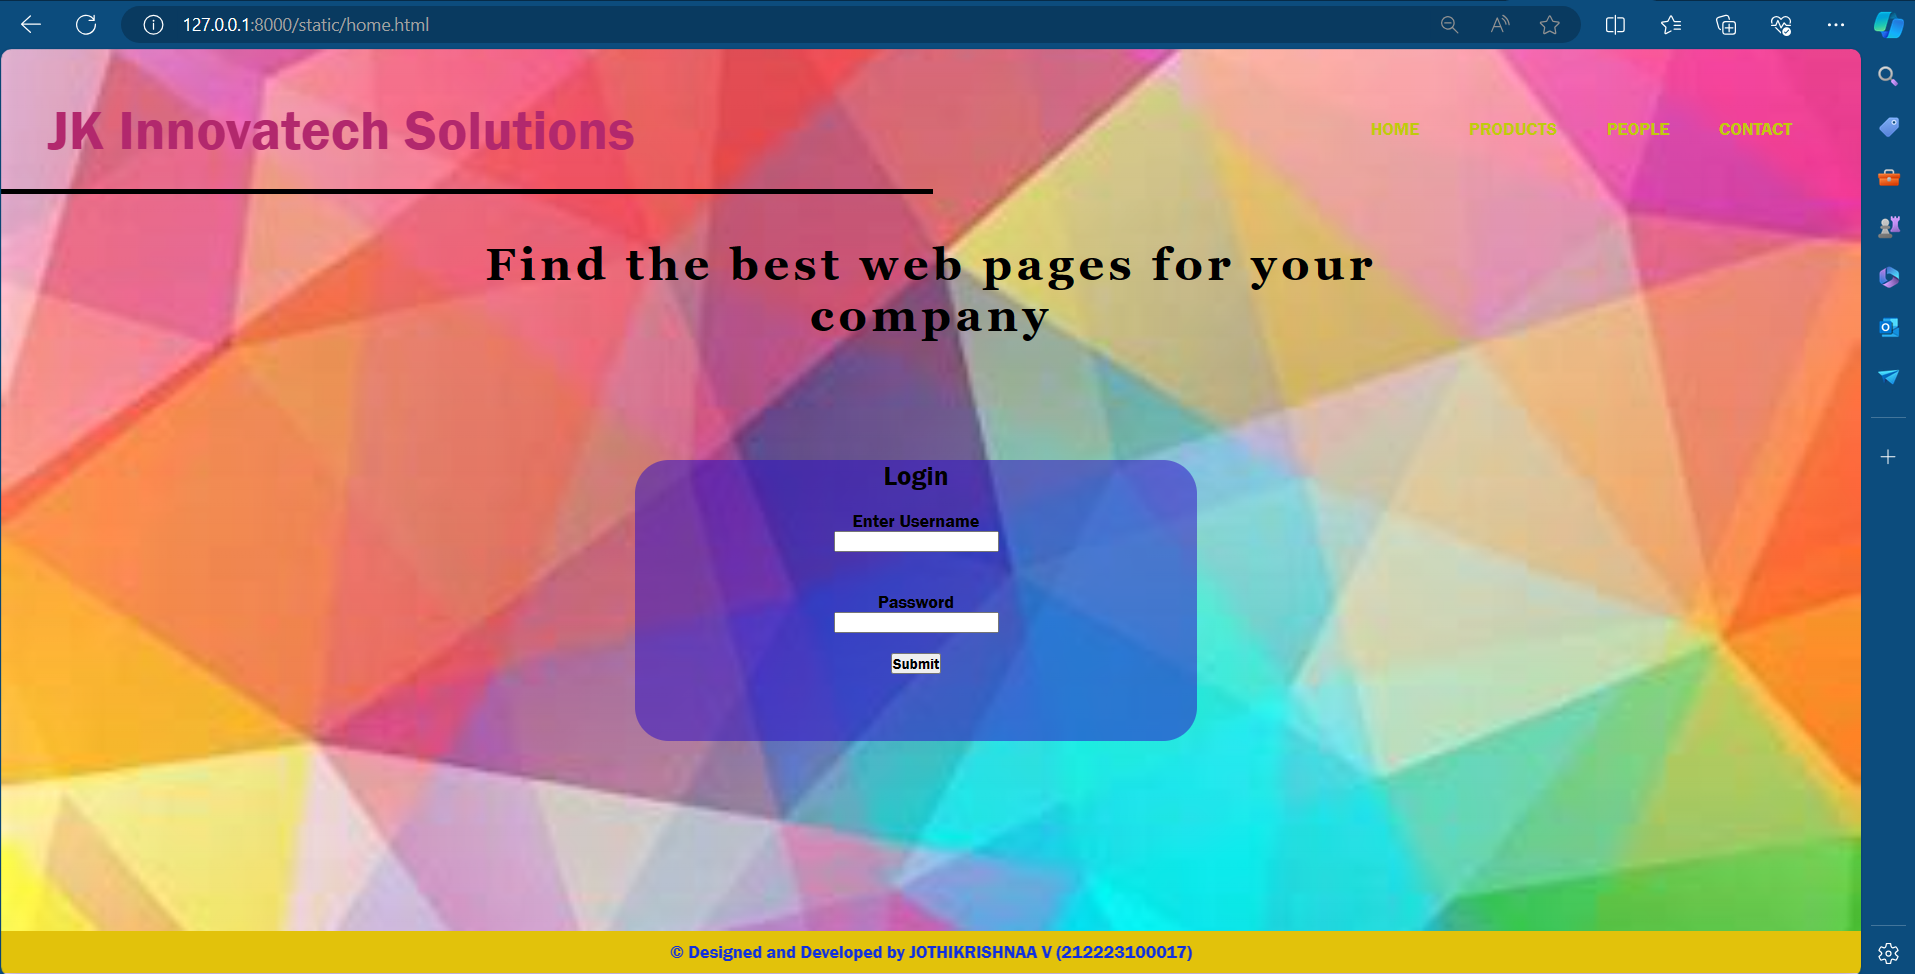 127.0.0.1:8000/static/home.html
JK Innovatech Solutions
HOME PRODUCTS PEOPLE CONTACT
Find the best web pages for your
company
Login
Enter Username
Password
Submit
© Designed and Developed by JOTHIKRISHNAA V (212223100017)